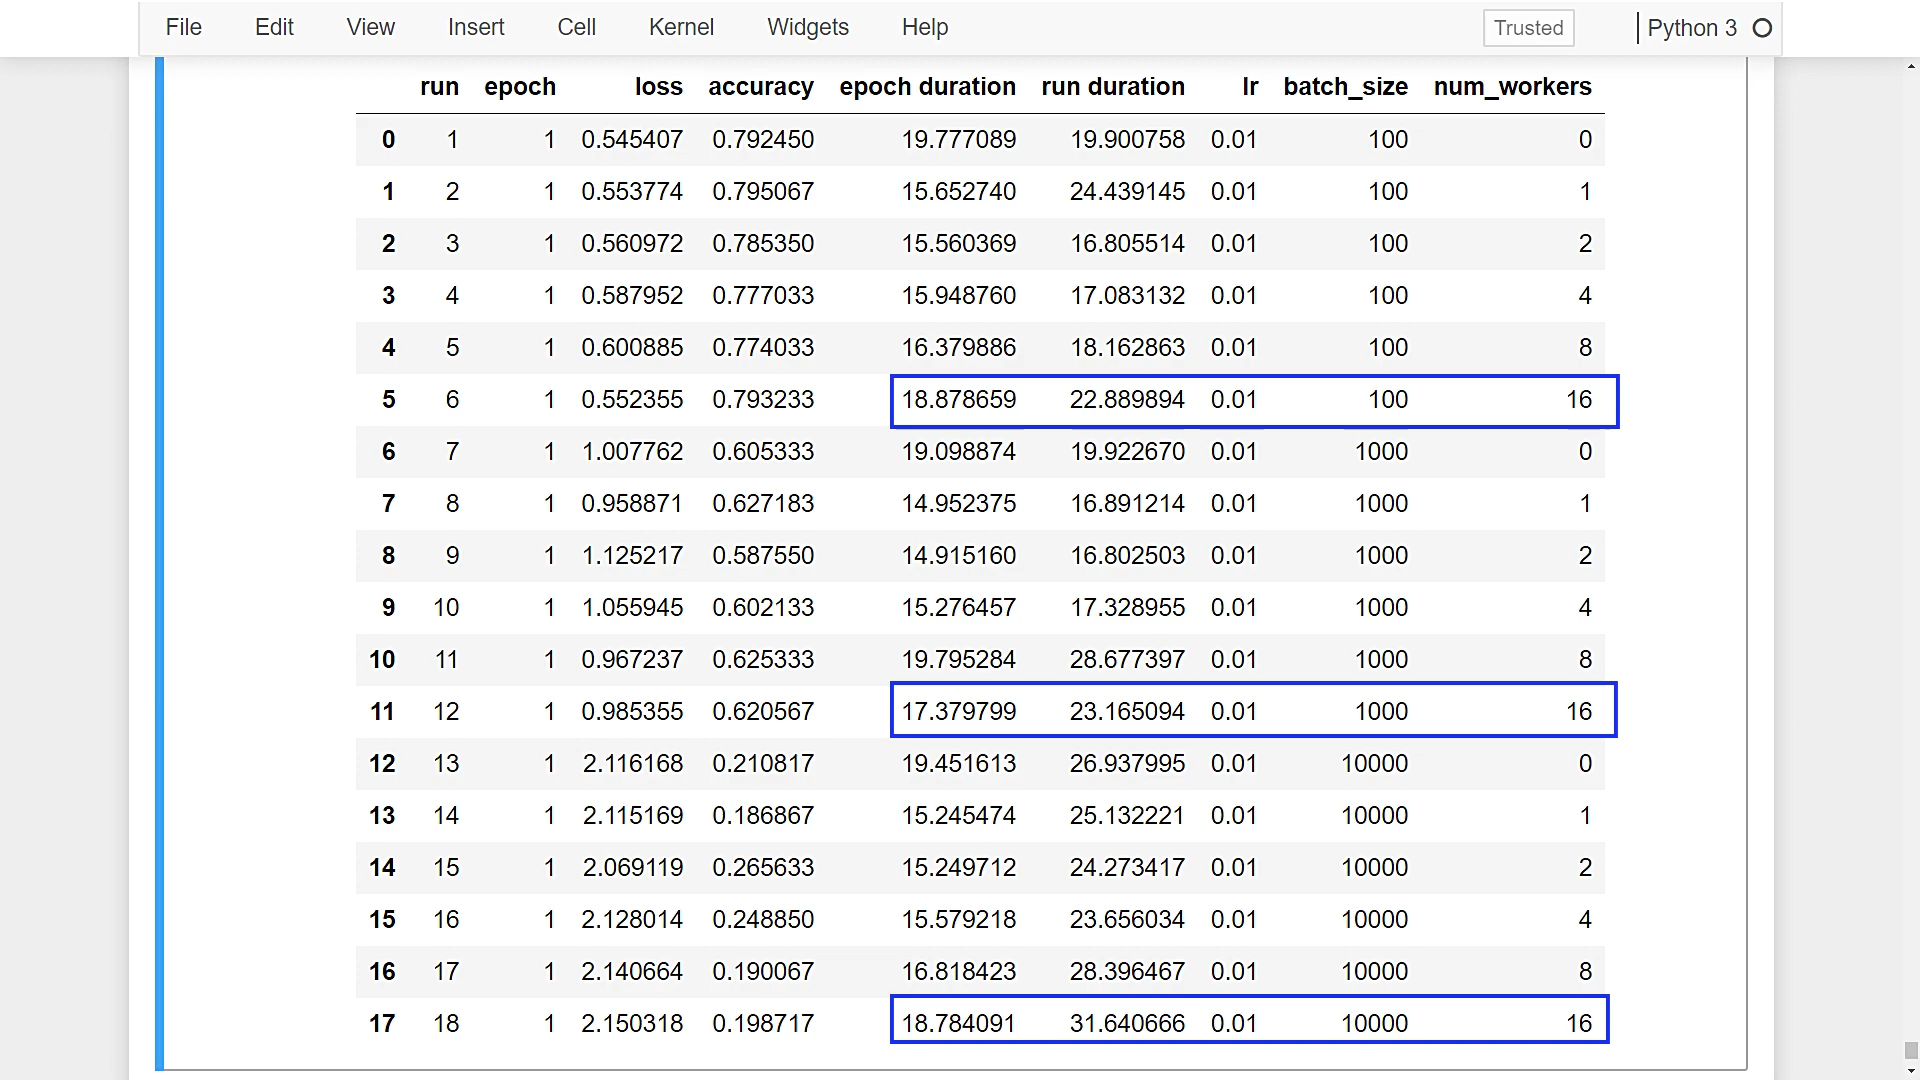 File Edit View Insert Cell Kernel Widgets Help Trusted Python 3
run epoch loss accuracy epoch duration run duration lr batch_size num_workers
0 1 1 0.545407 0.792450 19.777089 19.900758 0.01 100 0
1 2 1 0.553774 0.795067 15.652740 24.439145 0.01 100 1
2 3 1 0.560972 0.785350 15.560369 16.805514 0.01 100 2
3 4 1 0.587952 0.777033 15.948760 17.083132 0.01 100 4
4 5 1 0.600885 0.774033 16.379886 18.162863 0.01 100 8
5 6 1 0.552355 0.793233 18.878659 22.889894 0.01 100 16
6 7 1 1.007762 0.605333 19.098874 19.922670 0.01 1000 0
7 8 1 0.958871 0.627183 14.952375 16.891214 0.01 1000 1
8 9 1 1.125217 0.587550 14.915160 16.802503 0.01 1000 2
9 10 1 1.055945 0.602133 15.276457 17.328955 0.01 1000 4
10 11 1 0.967237 0.625333 19.795284 28.677397 0.01 1000 8
11 12 1 0.985355 0.620567 17.379799 23.165094 0.01 1000 16
12 13 1 2.116168 0.210817 19.451613 26.937995 0.01 10000 0
13 14 1 2.115169 0.186867 15.245474 25.132221 0.01 10000 1
14 15 1 2.069119 0.265633 15.249712 24.273417 0.01 10000 2
15 16 1 2.128014 0.248850 15.579218 23.656034 0.01 10000 4
16 17 1 2.140664 0.190067 16.818423 28.396467 0.01 10000 8
17 18 1 2.150318 0.198717 18.784091 31.640666 0.01 10000 16